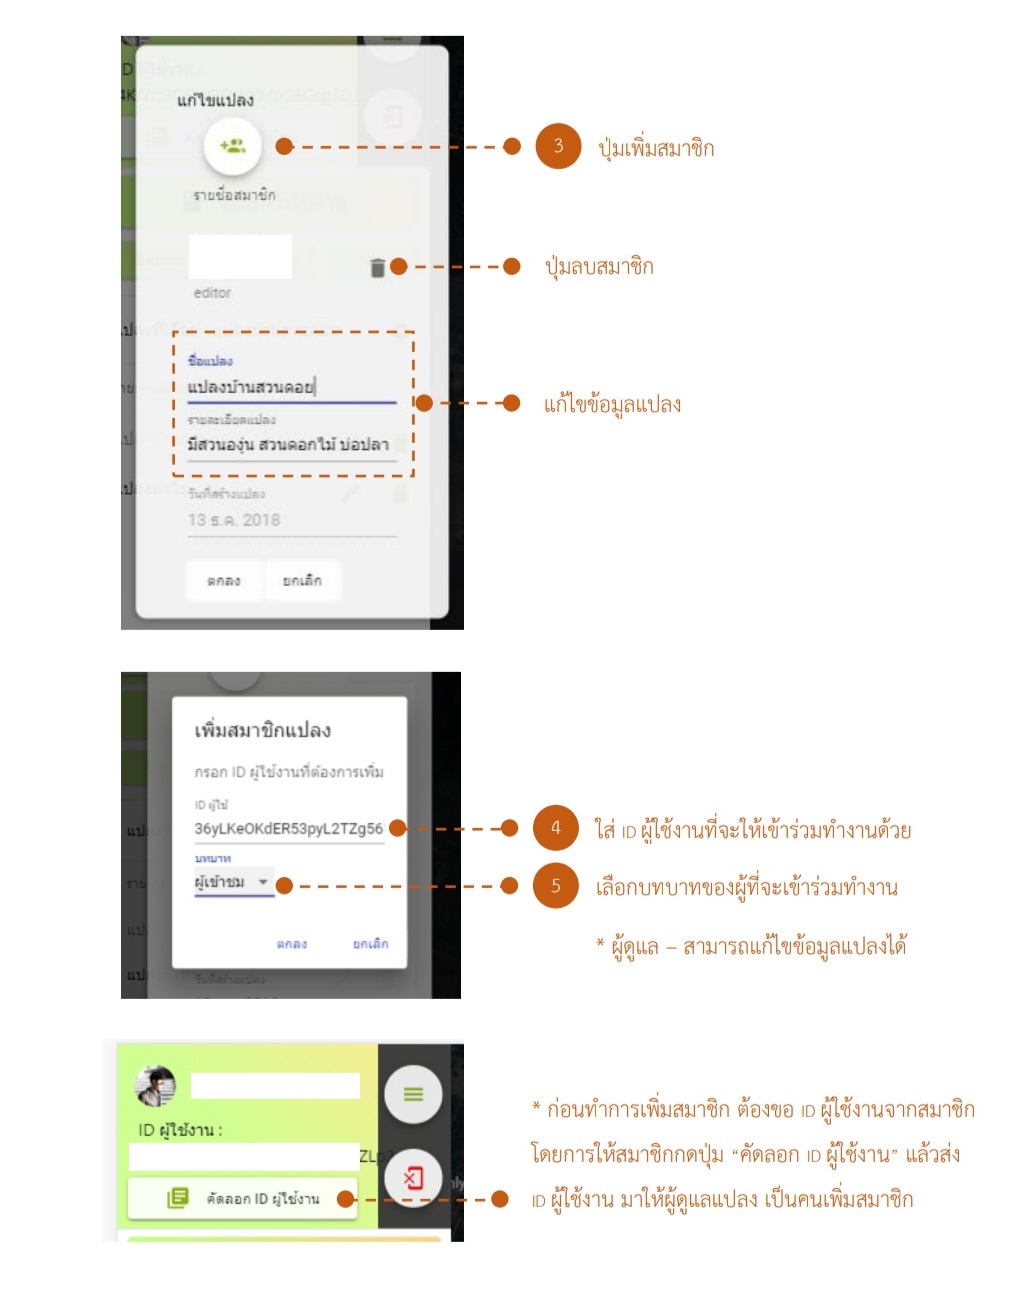 แก้ไขแปลง
3 ปุ่มเพิ่มสมาชิก
รายชื่อสมาชิก
ปุ่มลบสมาชิก
editor
ชื่อแปลง
แปลงบ้านสวนดอย
แก้ไขข้อมูลแปลง
รายละเอียดแปลง
มีสวนองุ่น สวนดอกไม้ บ่อปลา
วันที่สร้างแปลง
13 ธ.ค. 2018
ตกลง ยกเลิก
เพิ่มสมาชิกแปลง
กรอก ID ผู้ใช้งานที่ต้องการเพิ่ม
ID ผู้ใช้
36yLKeOKdER53pyL2TZg56
4 ใส่ ID ผู้ใช้งานที่จะให้เข้าร่วมทำงานด้วย
บทบาท
ผู้เข้าชม
5 เลือกบทบาทของผู้ที่จะเข้าร่วมทำงาน
ตกลง ยกเลิก
* ผู้ดูแล – สามารถแก้ไขข้อมูลแปลงได้
วันที่สร้างแปลง
* ก่อนทำการเพิ่มสมาชิก ต้องขอ ID ผู้ใช้งานจากสมาชิก
ID ผู้ใช้งาน :
โดยการให้สมาชิกกดปุ่ม “คัดลอก ID ผู้ใช้งาน” แล้วส่ง
คัดลอก ID ผู้ใช้งาน
ID ผู้ใช้งาน มาให้ผู้ดูแลแปลง เป็นคนเพิ่มสมาชิก